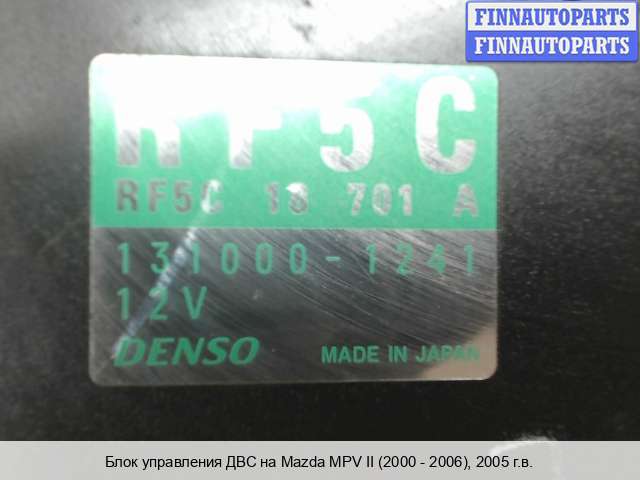 FINNAUTOPARTS
FINNAUTOPARTS
RF5C
RF5C 18 701 A
131000-1241
12V
DENSO MADE IN JAPAN
Блок управления ДВС на Mazda MPV II (2000 - 2006), 2005 г.в.